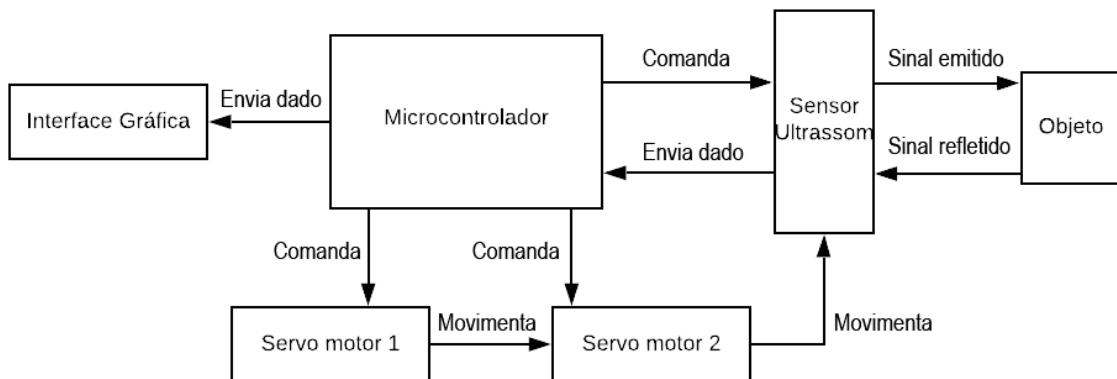 Interface Gráfica
Envia dado
Microcontrolador
Comanda
Envia dado
Sensor
Ultrassom
Sinal emitido
Sinal refletido
Objeto
Comanda
Comanda
Servo motor 1
Movimenta
Servo motor 2
Movimenta